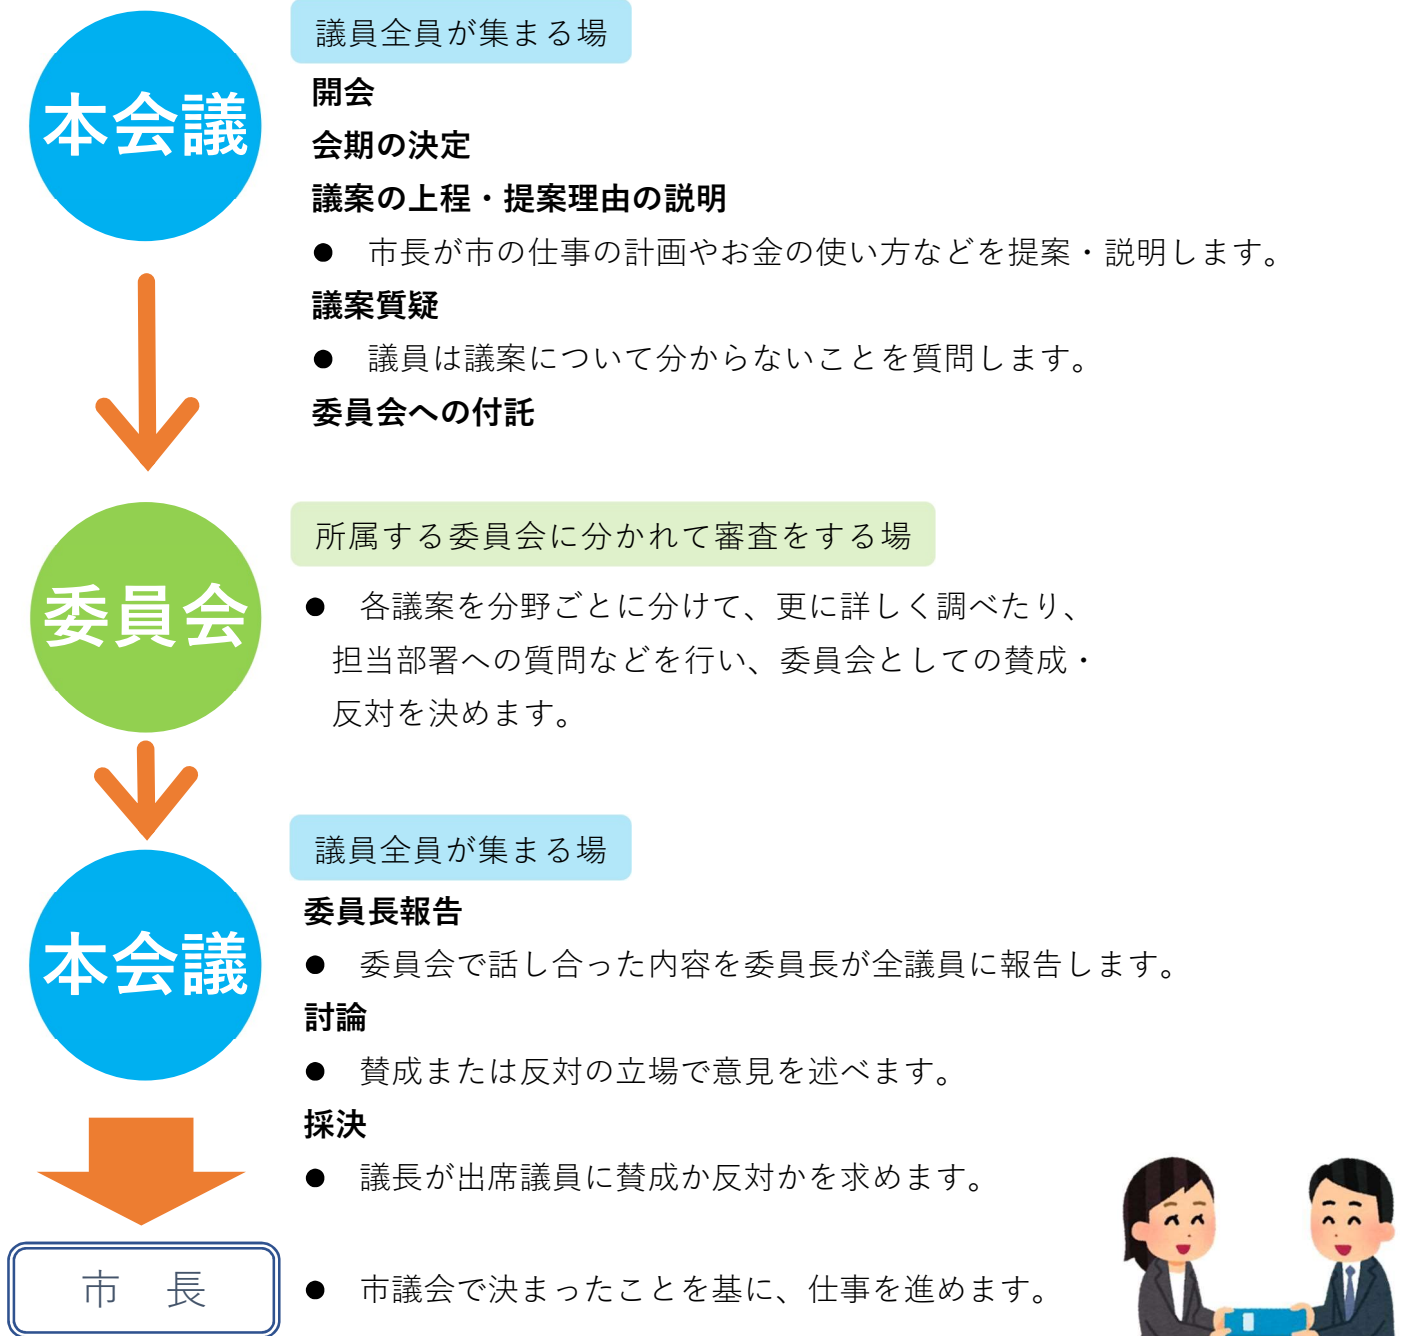 本会議
議員全員が集まる場
開会
会期の決定
議案の上程・提案理由の説明
● 市長が市の仕事の計画やお金の使い方などを提案・説明します。
議案質疑
● 議員は議案について分からないことを質問します。
委員会への付託
委員会
所属する委員会に分かれて審査をする場
● 各議案を分野ごとに分けて、更に詳しく調べたり、
担当部署への質問などを行い、委員会としての賛成・
反対を決めます。
本会議
議員全員が集まる場
委員長報告
● 委員会で話し合った内容を委員長が全議員に報告します。
討論
● 賛成または反対の立場で意見を述べます。
採決
● 議長が出席議員に賛成か反対かを求めます。
市 長
● 市議会で決まったことを基に、仕事を進めます。